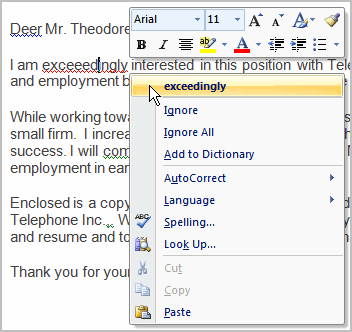 Arial 11 A A
B I ab A
Deer Mr. Theodore
I am exceeedingly interested in this position with Tele
and employment b
While working towa
small firm. I increa
success. I will com
employment in ear
Enclosed is a copy
Telephone Inc.,, W
and resume and to
Thank you for your
exceedingly
Ignore
Ignore All
Add to Dictionary
AutoCorrect
Language
ABC Spelling...
Look Up...
Cut
Copy
Paste